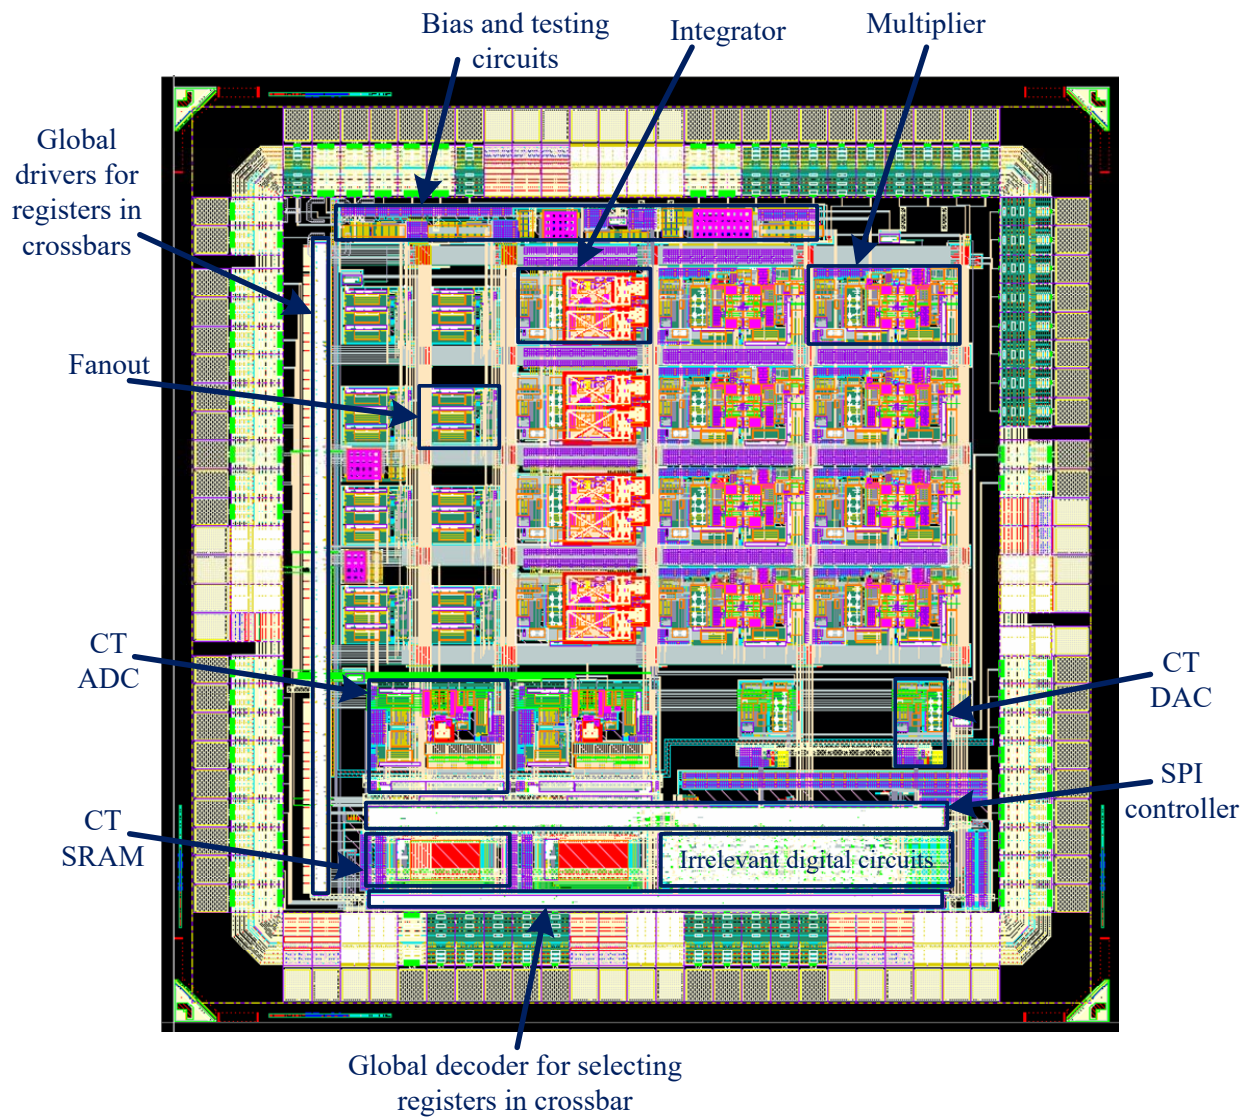 Bias and testing
circuits
Integrator
Multiplier
Global
drivers for
registers in
crossbars
Fanout
CT
ADC
CT
DAC
SPI
controller
CT
SRAM
Irrelevant digital circuits
Global decoder for selecting
registers in crossbar